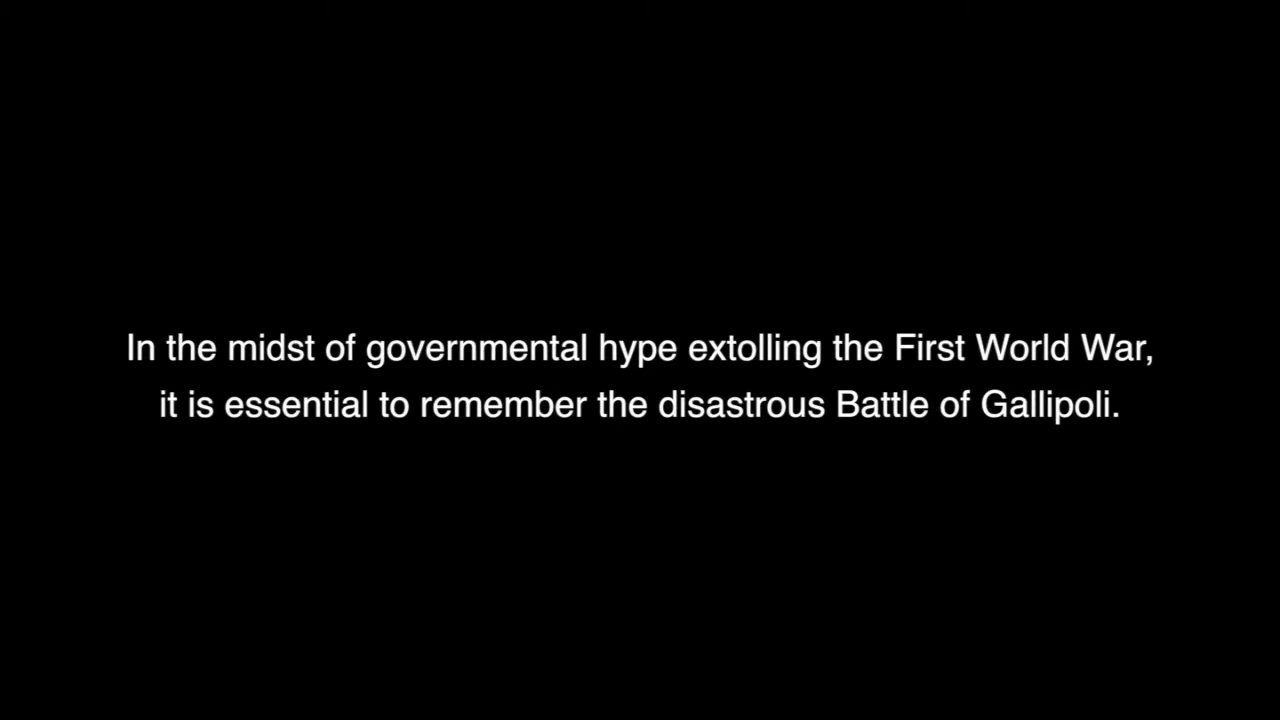 In the midst of governmental hype extolling the First World War,
it is essential to remember the disastrous Battle of Gallipoli.